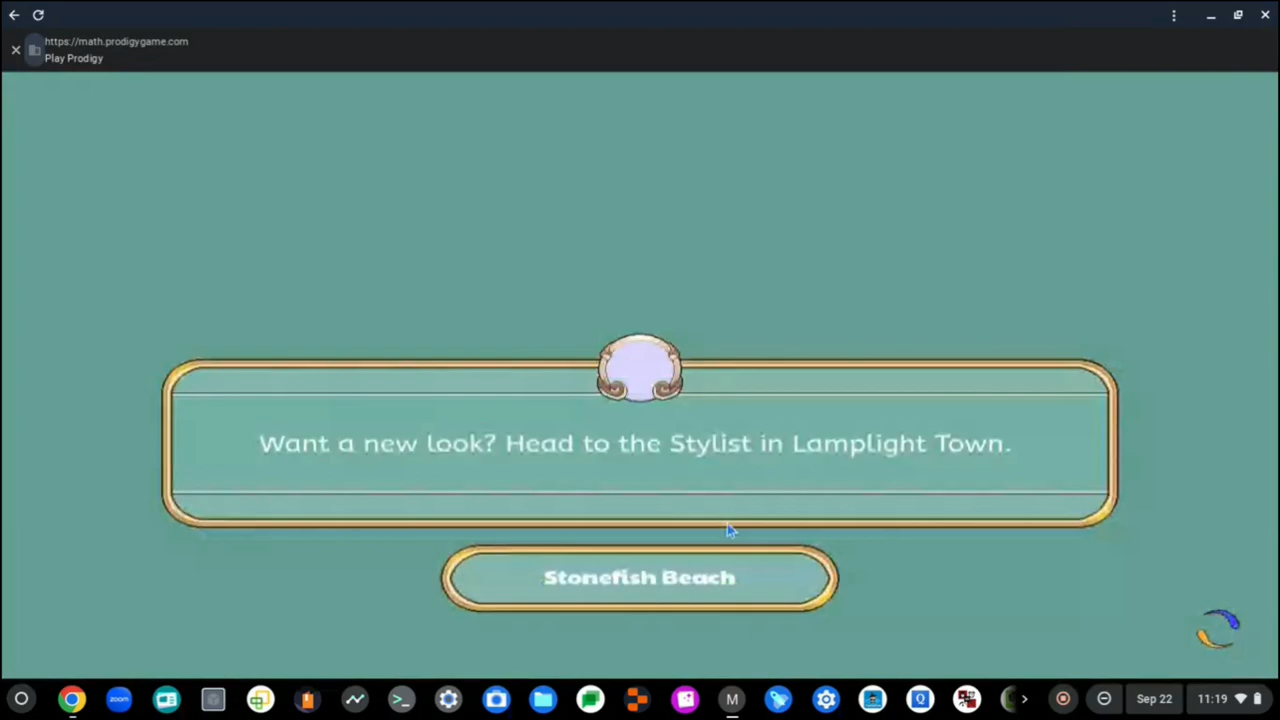 https://math.prodigygame.com
Play Prodigy
Want a new look? Head to the Stylist in Lamplight Town.
Stonefish Beach
zoom
M
Q
Sep 22
11:19